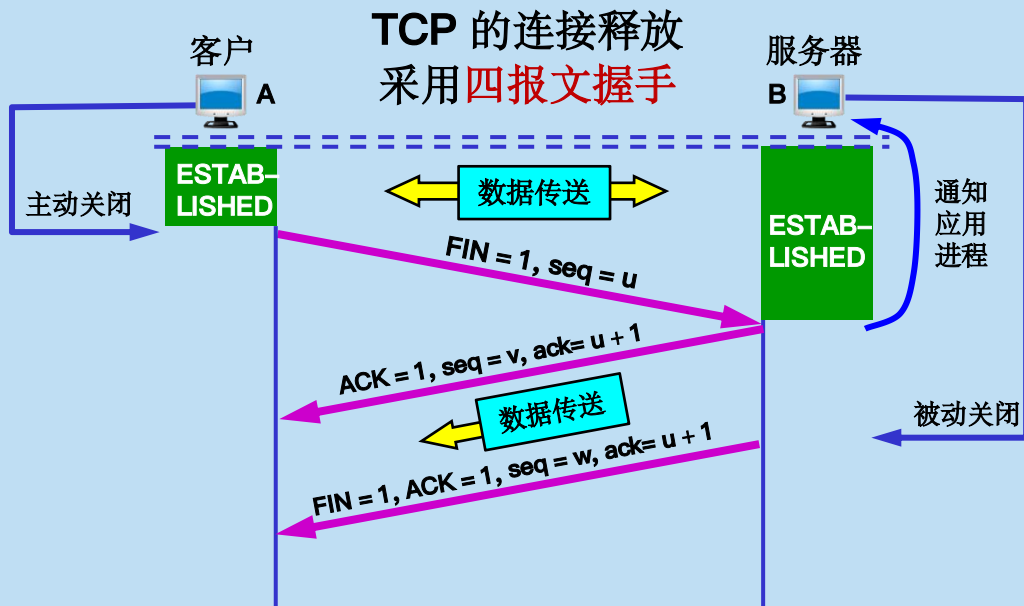 TCP 的连接释放
采用四报文握手
客户
A
服务器
B
ESTAB–
LISHED
主动关闭
数据传送
ESTAB–
LISHED
通知
应用
进程
FIN = 1, seq = u
ACK = 1, seq = v, ack= u + 1
数据传送
被动关闭
FIN = 1, ACK = 1, seq = w, ack= u + 1